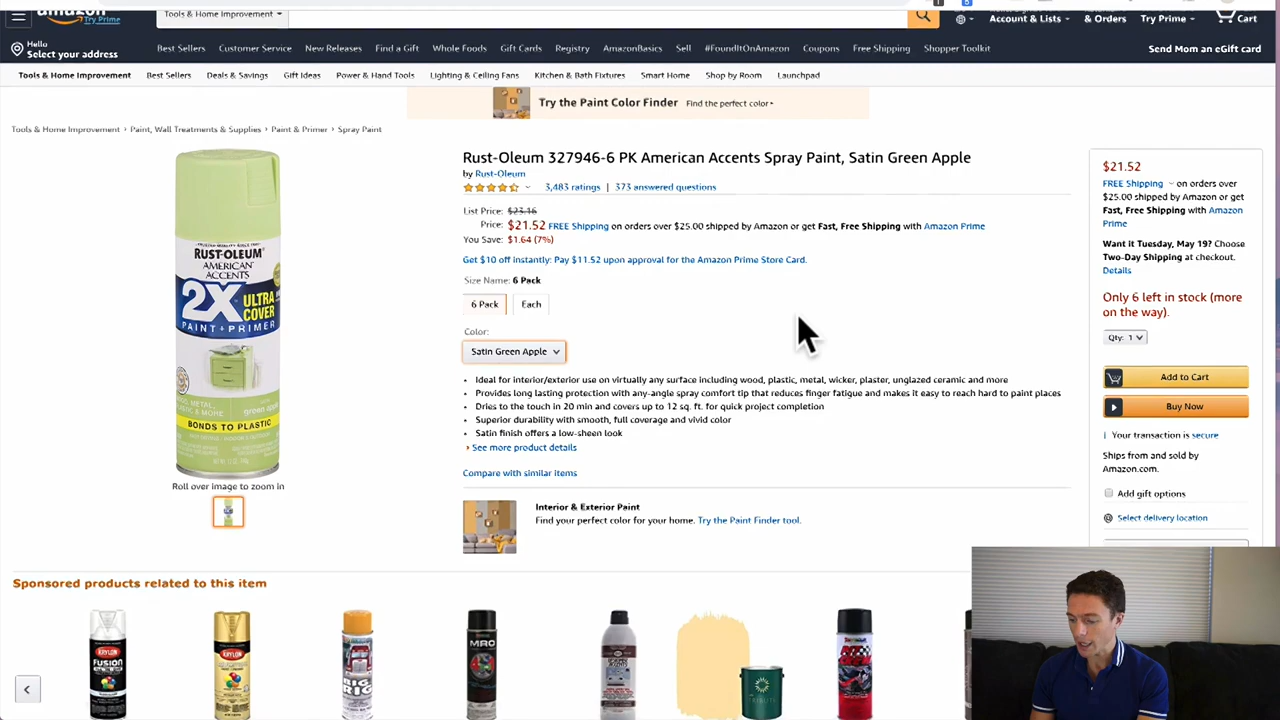 amazon
Try Prime
Tools & Home Improvement
Account & Lists
& Orders
Try Prime
Cart
Hello
Select your address
Best Sellers
Customer Service
New Releases
Find a Gift
Whole Foods
Gift Cards
Registry
AmazonBasics
Sell
#FoundItOnAmazon
Coupons
Free Shipping
Shopper Toolkit
Send Mom an eGift card
Tools & Home Improvement
Best Sellers
Deals & Savings
Gift Ideas
Power & Hand Tools
Lighting & Ceiling Fans
Kitchen & Bath Fixtures
Smart Home
Shop by Room
Launchpad
Try the Paint Color Finder Find the perfect color
Tools & Home Improvement › Paint, Wall Treatments & Supplies › Paint & Primer › Spray Paint
RUST-OLEUM
AMERICAN
ACCENTS
2X ULTRA
COVER
PAINT+PRIMER
green apple
BONDS TO PLASTIC
Roll over image to zoom in
Rust-Oleum 327946-6 PK American Accents Spray Paint, Satin Green Apple
by Rust-Oleum
3,483 ratings | 373 answered questions
List Price: $23.16
Price: $21.52 FREE Shipping on orders over $25.00 shipped by Amazon or get Fast, Free Shipping with Amazon Prime
You Save: $1.64 (7%)
Get $10 off instantly: Pay $11.52 upon approval for the Amazon Prime Store Card.
Size Name: 6 Pack
6 Pack
Each
Color:
Satin Green Apple
• Ideal for interior/exterior use on virtually any surface including wood, plastic, metal, wicker, plaster, unglazed ceramic and more
• Provides long lasting protection with any-angle spray comfort tip that reduces finger fatigue and makes it easy to reach hard to paint places
• Dries to the touch in 20 min and covers up to 12 sq. ft. for quick project completion
• Superior durability with smooth, full coverage and vivid color
• Satin finish offers a low-sheen look
› See more product details
Compare with similar items
Interior & Exterior Paint
Find your perfect color for your home. Try the Paint Finder tool.
$21.52
FREE Shipping on orders over
$25.00 shipped by Amazon or get
Fast, Free Shipping with Amazon
Prime
Want it Tuesday, May 19? Choose
Two-Day Shipping at checkout.
Details
Only 6 left in stock (more
on the way).
Qty: 1
Add to Cart
Buy Now
Your transaction is secure
Ships from and sold by
Amazon.com.
Add gift options
Select delivery location
Sponsored products related to this item
KRYLON
FUSION
KRYLON
BIG
RIG
MRO